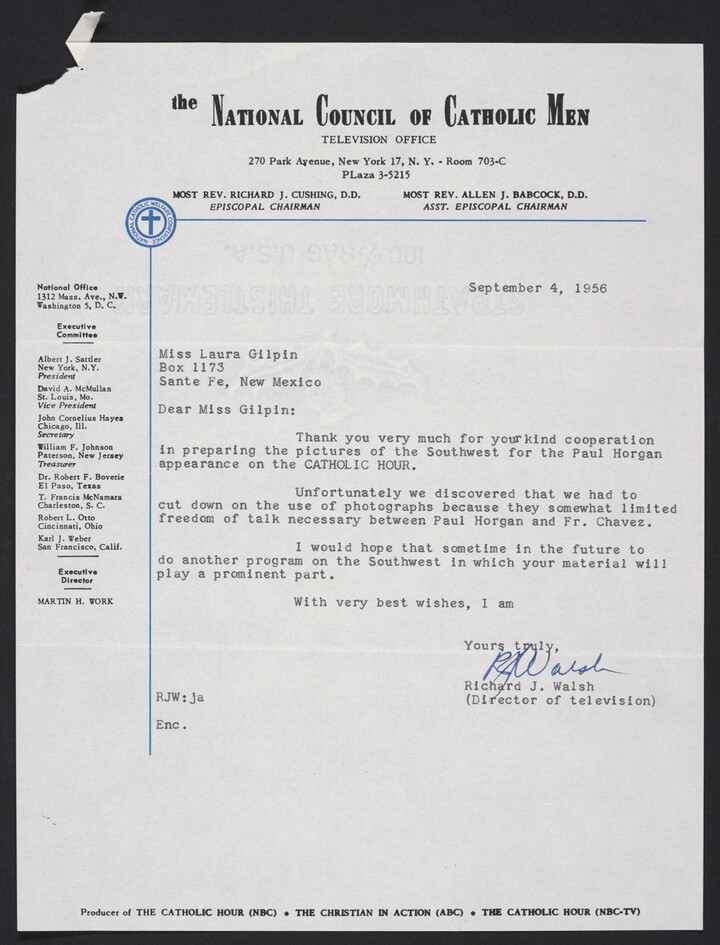 the NATIONAL COUNCIL OF CATHOLIC MEN
TELEVISION OFFICE
270 Park Avenue, New York 17, N. Y. - Room 703-C
PLaza 3-5215
MOST REV. RICHARD J. CUSHING, D.D.
EPISCOPAL CHAIRMAN
MOST REV. ALLEN J. BABCOCK, D.D.
ASST. EPISCOPAL CHAIRMAN
NATIONAL CATHOLIC WELFARE CONFERENCE
100% RAG U.S.A.
STRATHMORE THISTLEMARK
National Office
1312 Mass. Ave., N.W.
Washington 5, D. C.
Executive
Committee
Albert J. Sattler
New York, N.Y.
President
David A. McMullan
St. Louis, Mo.
Vice President
John Cornelius Hayes
Chicago, Ill.
Secretary
William F. Johnson
Paterson, New Jersey
Treasurer
Dr. Robert F. Boverie
El Paso, Texas
T. Francis McNamara
Charleston, S. C.
Robert L. Otto
Cincinnati, Ohio
Karl J. Weber
San Francisco, Calif.
Executive
Director
MARTIN H. WORK
September 4, 1956
Miss Laura Gilpin
Box 1173
Sante Fe, New Mexico
Dear Miss Gilpin:
Thank you very much for your kind cooperation
in preparing the pictures of the Southwest for the Paul Horgan
appearance on the CATHOLIC HOUR.
Unfortunately we discovered that we had to
cut down on the use of photographs because they somewhat limited
freedom of talk necessary between Paul Horgan and Fr. Chavez.
I would hope that sometime in the future to
do another program on the Southwest in which your material will
play a prominent part.
With very best wishes, I am
Yours truly,
RJWalsh
Richard J. Walsh
(Director of television)
RJW:ja
Enc.
Producer of THE CATHOLIC HOUR (NBC) ★ THE CHRISTIAN IN ACTION (ABC) ★ THE CATHOLIC HOUR (NBC-TV)